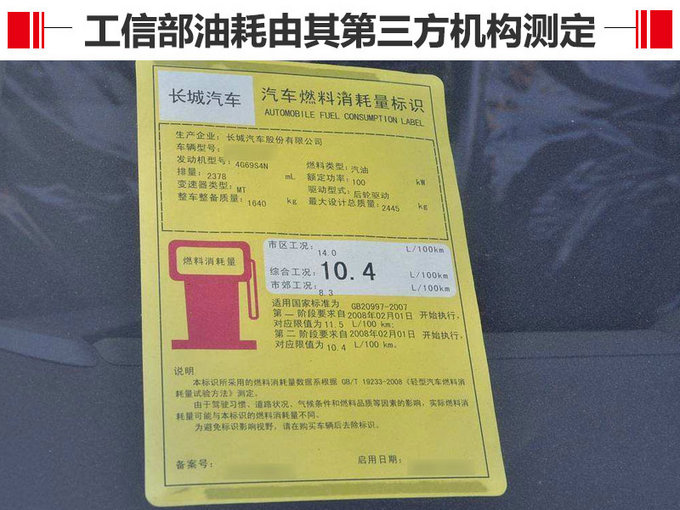 工信部油耗由其第三方机构测定
长城汽车
汽车燃料消耗量标识
AUTOMOBILE FUEL CONSUMPTION LABEL
生产企业：长城汽车股份有限公司
车辆型号：
发动机型号：4G69S4N 燃料类型：汽油
排量：2378 mL 额定功率：100 kW
变速器类型：MT 驱动型式：后轮驱动
整车整备质量：1640 kg 最大设计总质量：2445 kg
燃料消耗量
市区工况：14.0 L/100km
综合工况：10.4 L/100km
市郊工况：8.3 L/100km
适用国家标准为 GB20997-2007
第一阶段要求自2008年02月01日 开始执行，
对应限值为11.5 L/100 km；
第二阶段要求自2008年02月01日 开始执行，
对应限值为 10.4 L/100 km。
说明
本标识所采用的燃料消耗量数据系根据 GB/T 19233-2008《轻型汽车燃料消
耗量试验方法》测定。
由于驾驶习惯、道路状况、气候条件和燃料品质等因素的影响，实际燃料消
耗量可能与本标识的燃料消耗量不同。
为避免标识影响视野，请在购买车辆后去除标识。
备案号： 启用日期：